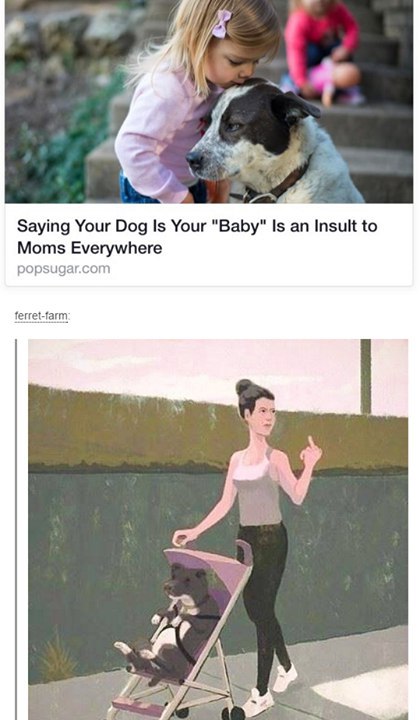 Saying Your Dog Is Your "Baby" Is an Insult to
Moms Everywhere
popsugar.com
ferret-farm: